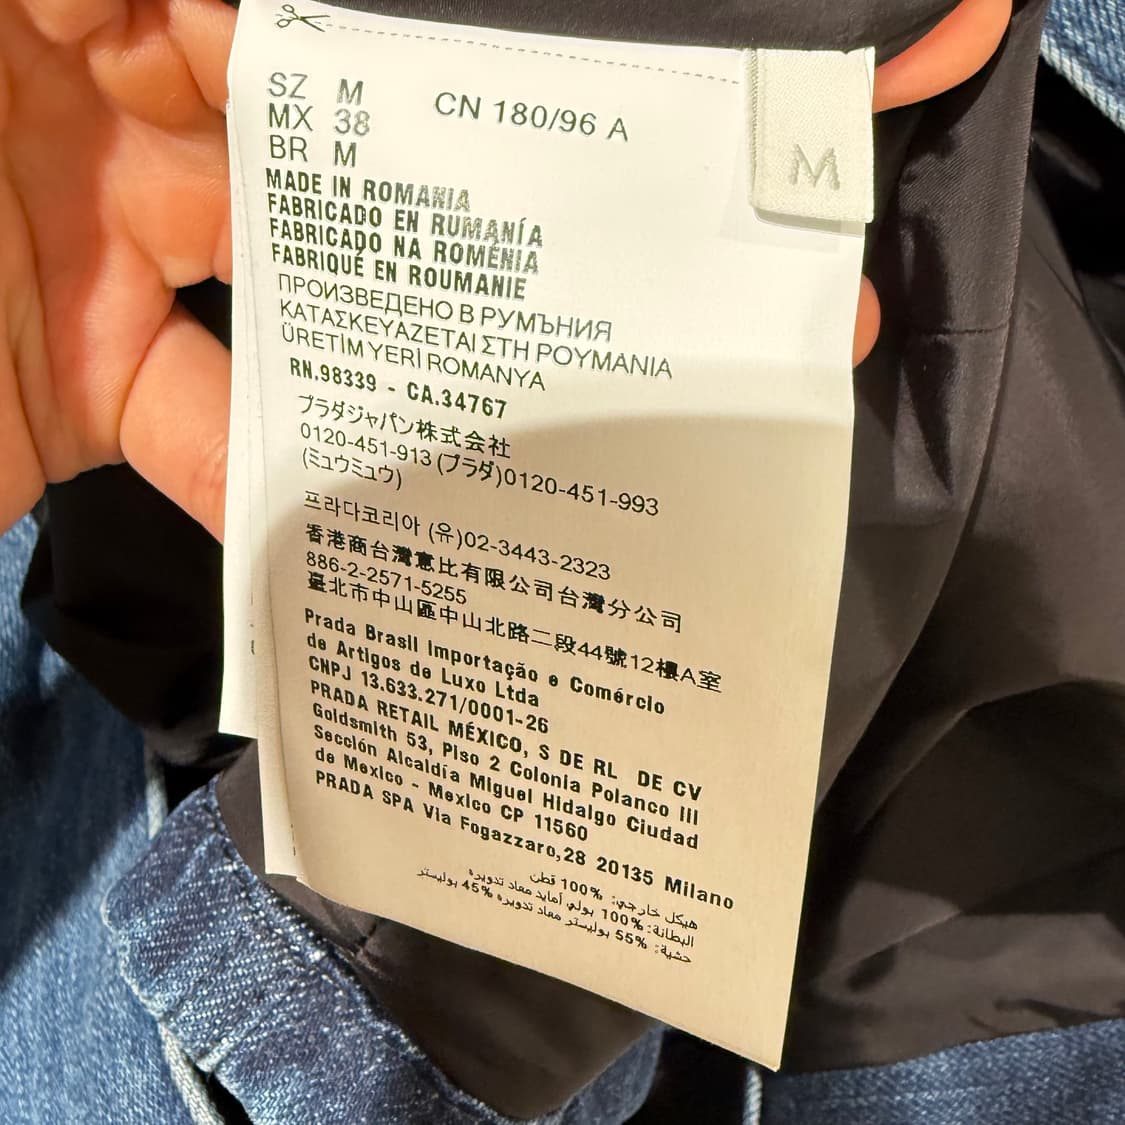 SZ M
MX 38
BR M
CN 180/96 A
M
MADE IN ROMANIA
FABRICADO EN RUMANÍA
FABRICADO NA ROMÉNIA
FABRIQUÉ EN ROUMANIE
ПРОИЗВЕДЕНО В РУМЪНИЯ
ΚΑΤΑΣΚΕΥΑΖΕΤΑΙ ΣΤΗ ΡΟΥΜΑΝΙΑ
ÜRETİM YERİ ROMANYA
RN.98339 - CA.34767
プラダジャパン株式会社
0120-451-913 (プラダ)0120-451-993
(ミュウミュウ)
프라다코리아 (유)02-3443-2323
香港商台灣意比有限公司台灣分公司
886-2-2571-5255
臺北市中山區中山北路二段44號12樓A室
Prada Brasil Importação e Comércio
de Artigos de Luxo Ltda
CNPJ 13.633.271/0001-26
PRADA RETAIL MÉXICO, S DE RL DE CV
Goldsmith 53, Piso 2 Colonia Polanco III
Sección Alcaldía Miguel Hidalgo Ciudad
de Mexico - Mexico CP 11560
PRADA SPA Via Fogazzaro,28 20135 Milano
هيكل خارجي: 100% قطن
البطانة: 100% بولي أمايد معاد تدويره
حشية: 55% بوليستر معاد تدويره 45% بوليستر